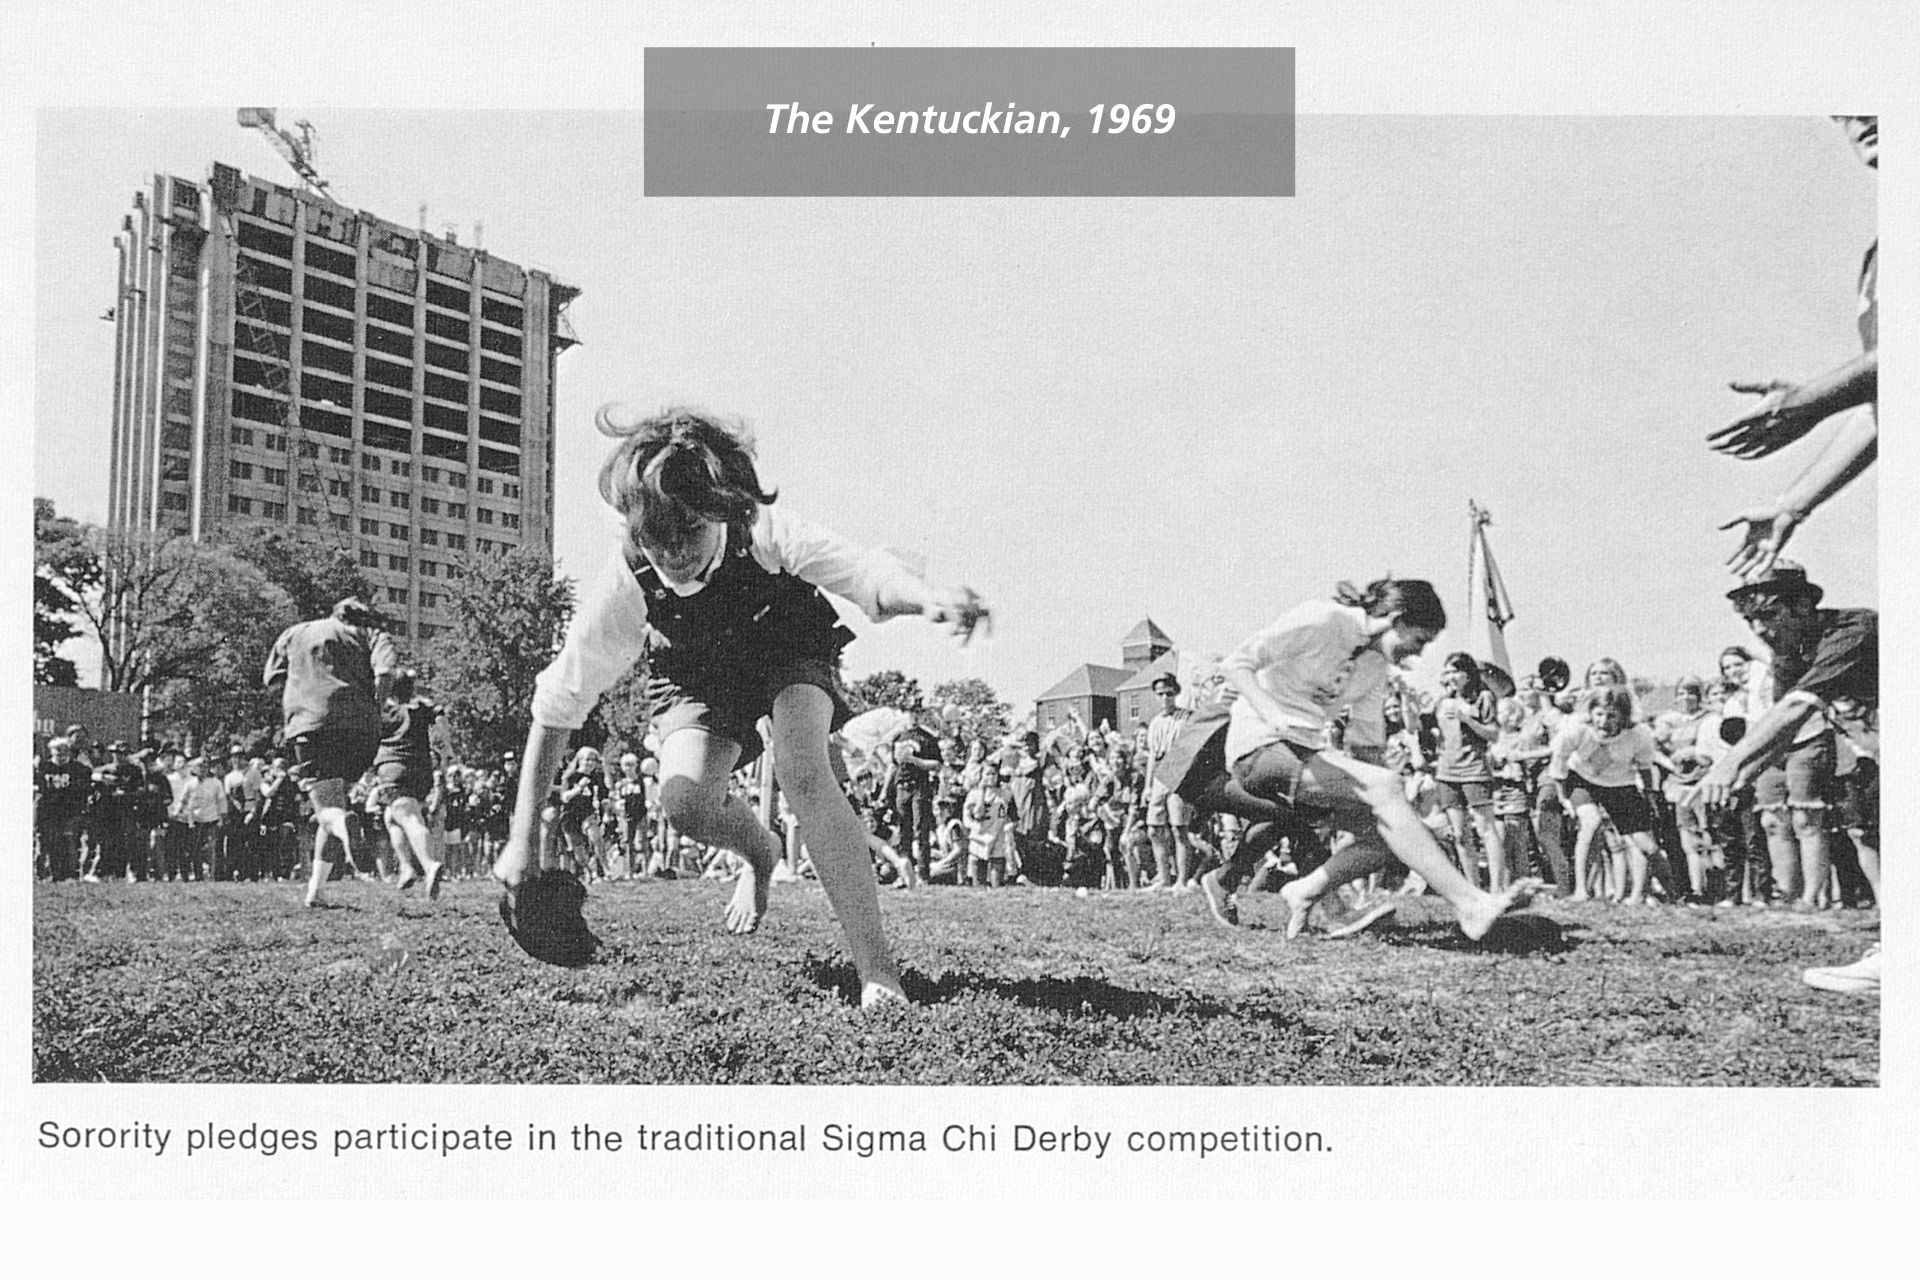 The Kentuckian, 1969
Sorority pledges participate in the traditional Sigma Chi Derby competition.